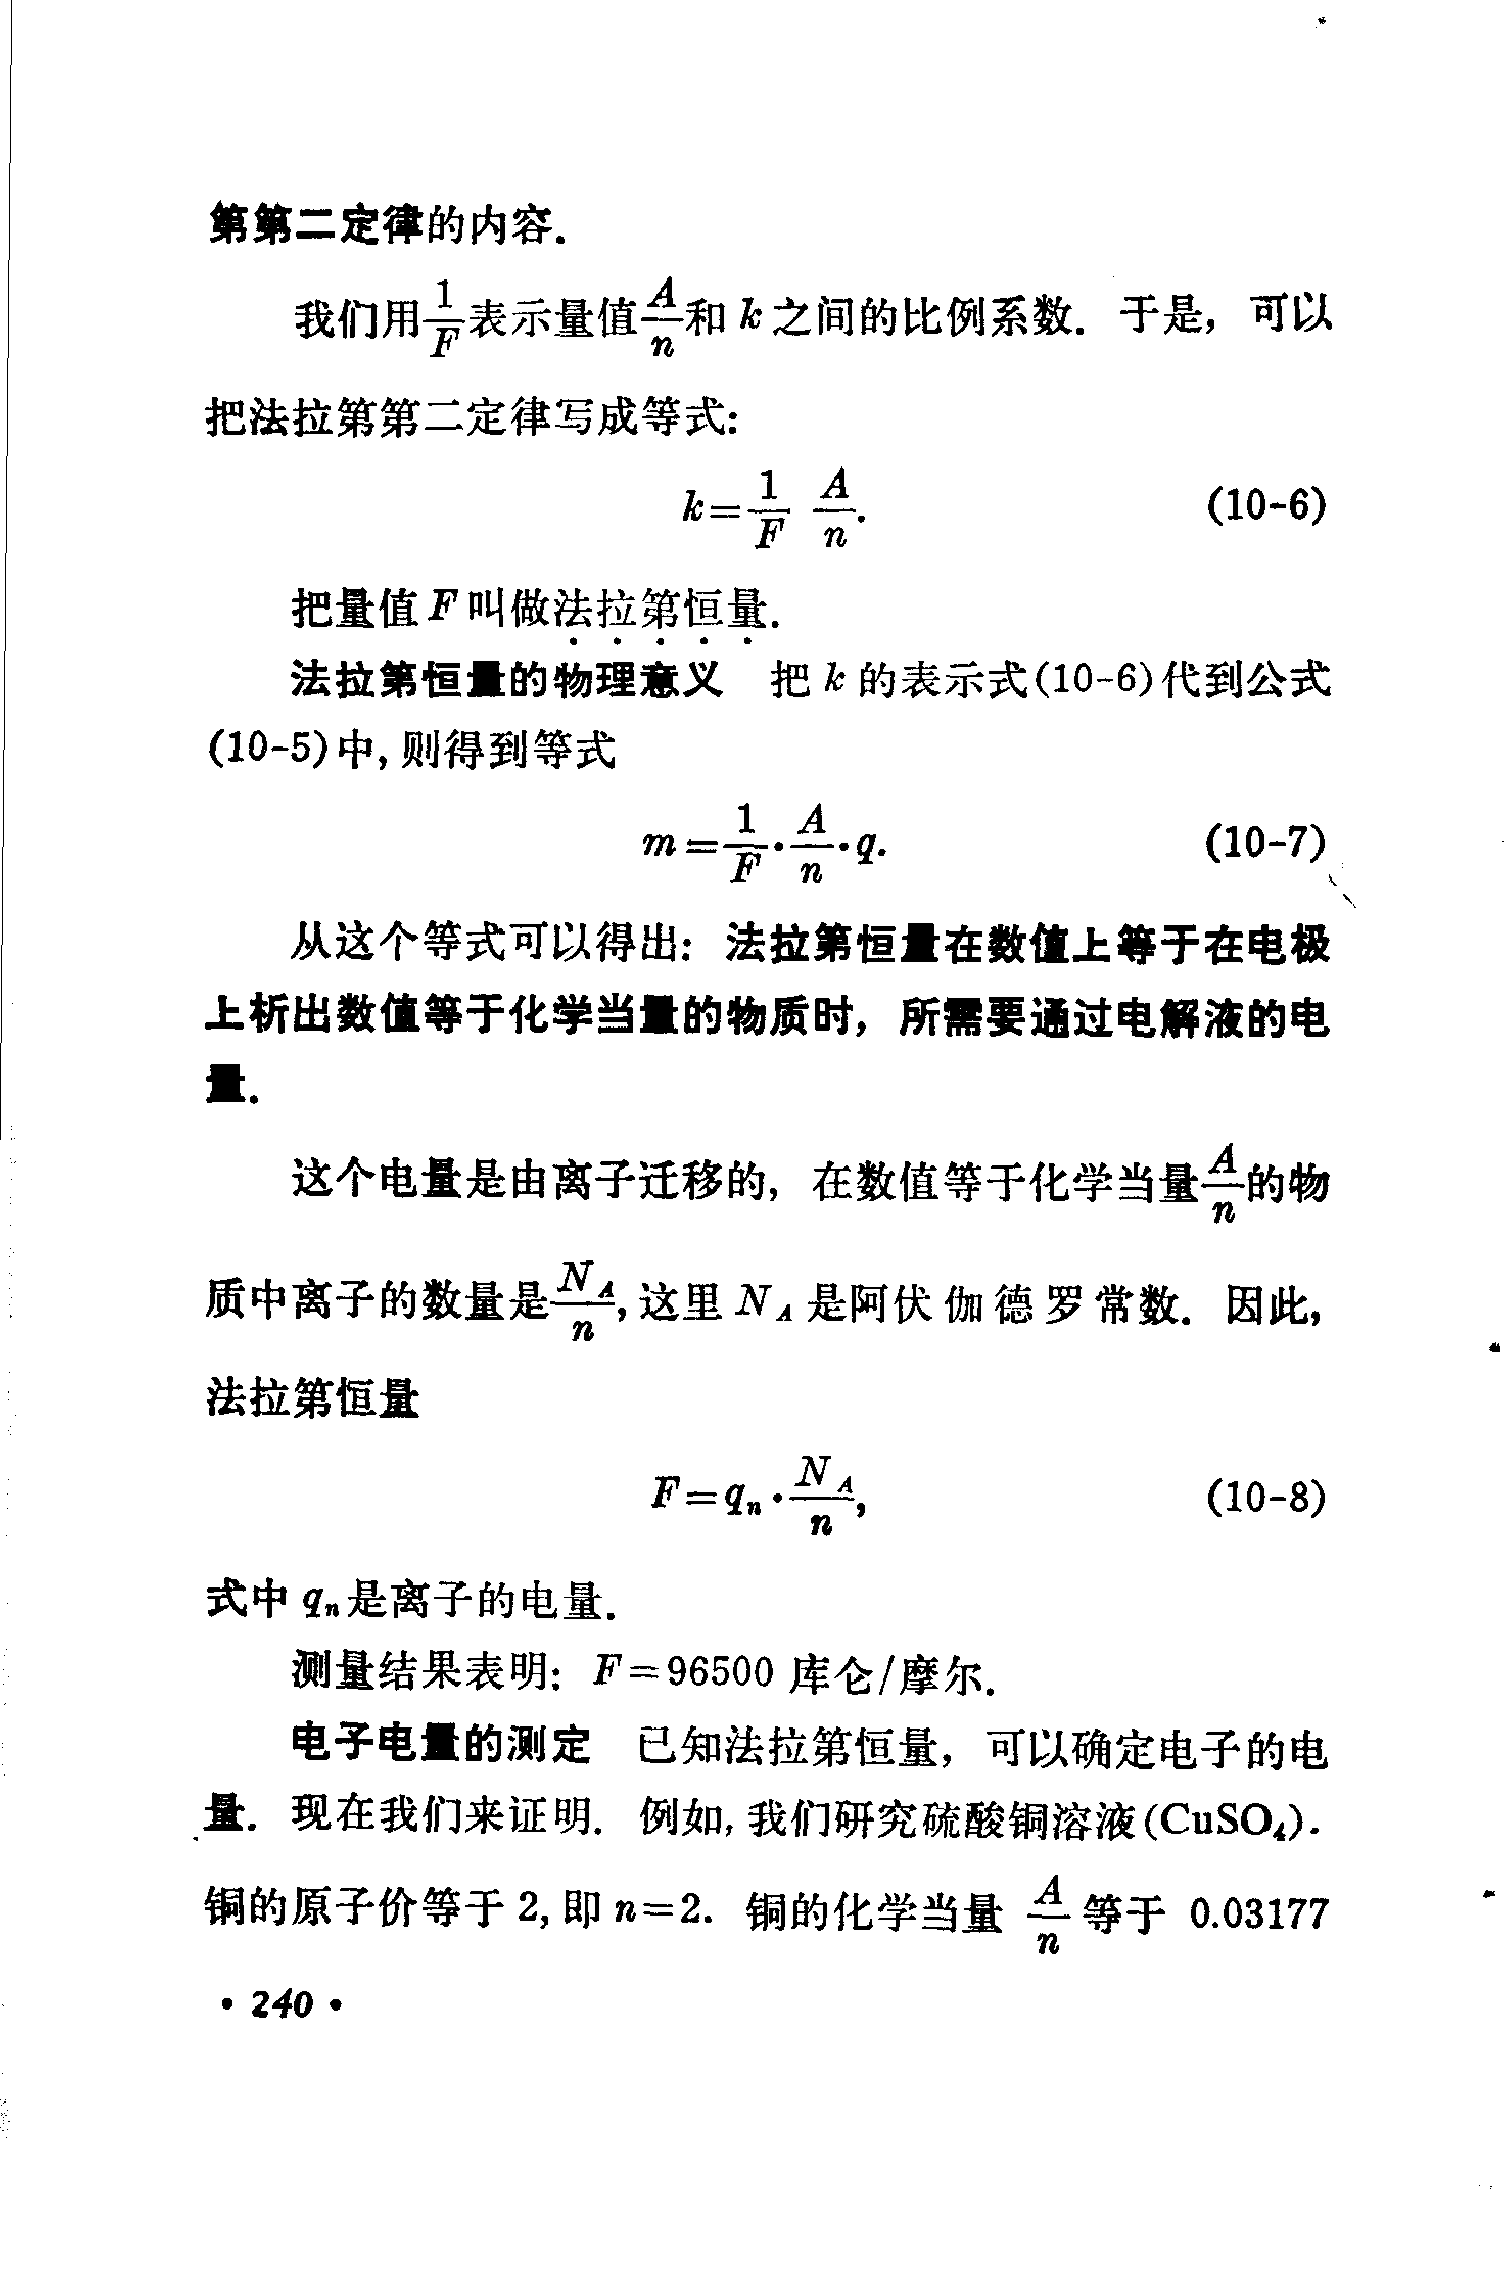 第第二定律的内容.
我们用$\frac{1}{F}$表示量值$\frac{A}{n}$和 k 之间的比例系数. 于是, 可以
把法拉第第二定律写成等式:
$k=\frac{1}{F}\ \frac{A}{n}.$ (10-6)
把量值 F 叫做法拉第恒量.
法拉第恒量的物理意义 把 k 的表示式(10-6)代到公式
(10-5)中, 则得到等式
$m=\frac{1}{F}\cdot\frac{A}{n}\cdot q.$ (10-7)
从这个等式可以得出: 法拉第恒量在数值上等于在电极
上析出数值等于化学当量的物质时, 所需要通过电解液的电
量.
这个电量是由离子迁移的, 在数值等于化学当量$\frac{A}{n}$的物
质中离子的数量是$\frac{N_A}{n}$, 这里 $N_A$ 是阿伏伽德罗常数. 因此,
法拉第恒量
$F=q_n\cdot\frac{N_A}{n},$ (10-8)
式中 $q_n$是离子的电量.
测量结果表明: F=96500 库仑/摩尔.
电子电量的测定 已知法拉第恒量, 可以确定电子的电
量. 现在我们来证明. 例如, 我们研究硫酸铜溶液(CuSO₄).
铜的原子价等于 2, 即 n=2. 铜的化学当量 $\frac{A}{n}$ 等于 0.03177
• 240 •